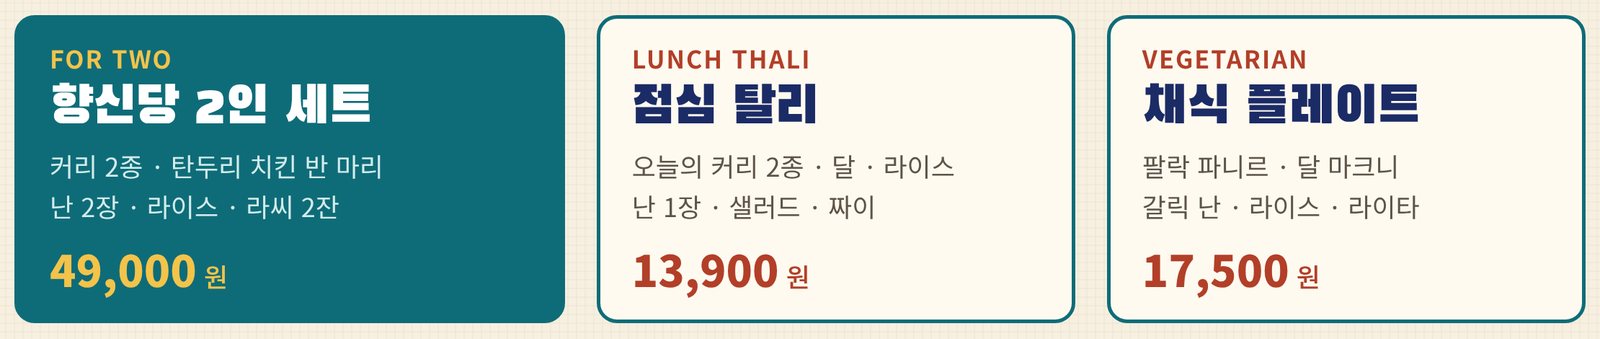 FOR TWO
향신당 2인 세트
커리 2종 · 탄두리 치킨 반 마리
난 2장 · 라이스 · 라씨 2잔
49,000 원
LUNCH THALI
점심 탈리
오늘의 커리 2종 · 달 · 라이스
난 1장 · 샐러드 · 짜이
13,900 원
VEGETARIAN
채식 플레이트
팔락 파니르 · 달 마크니
갈릭 난 · 라이스 · 라이타
17,500 원